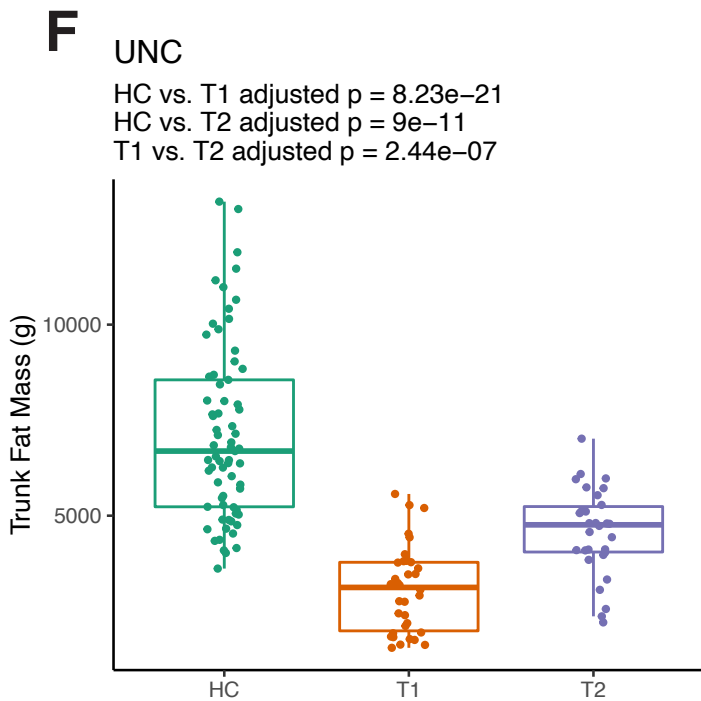 F
UNC
HC vs. T1 adjusted p = 8.23e−21
HC vs. T2 adjusted p = 9e−11
T1 vs. T2 adjusted p = 2.44e−07
Trunk Fat Mass (g)
10000
5000
HC
T1
T2